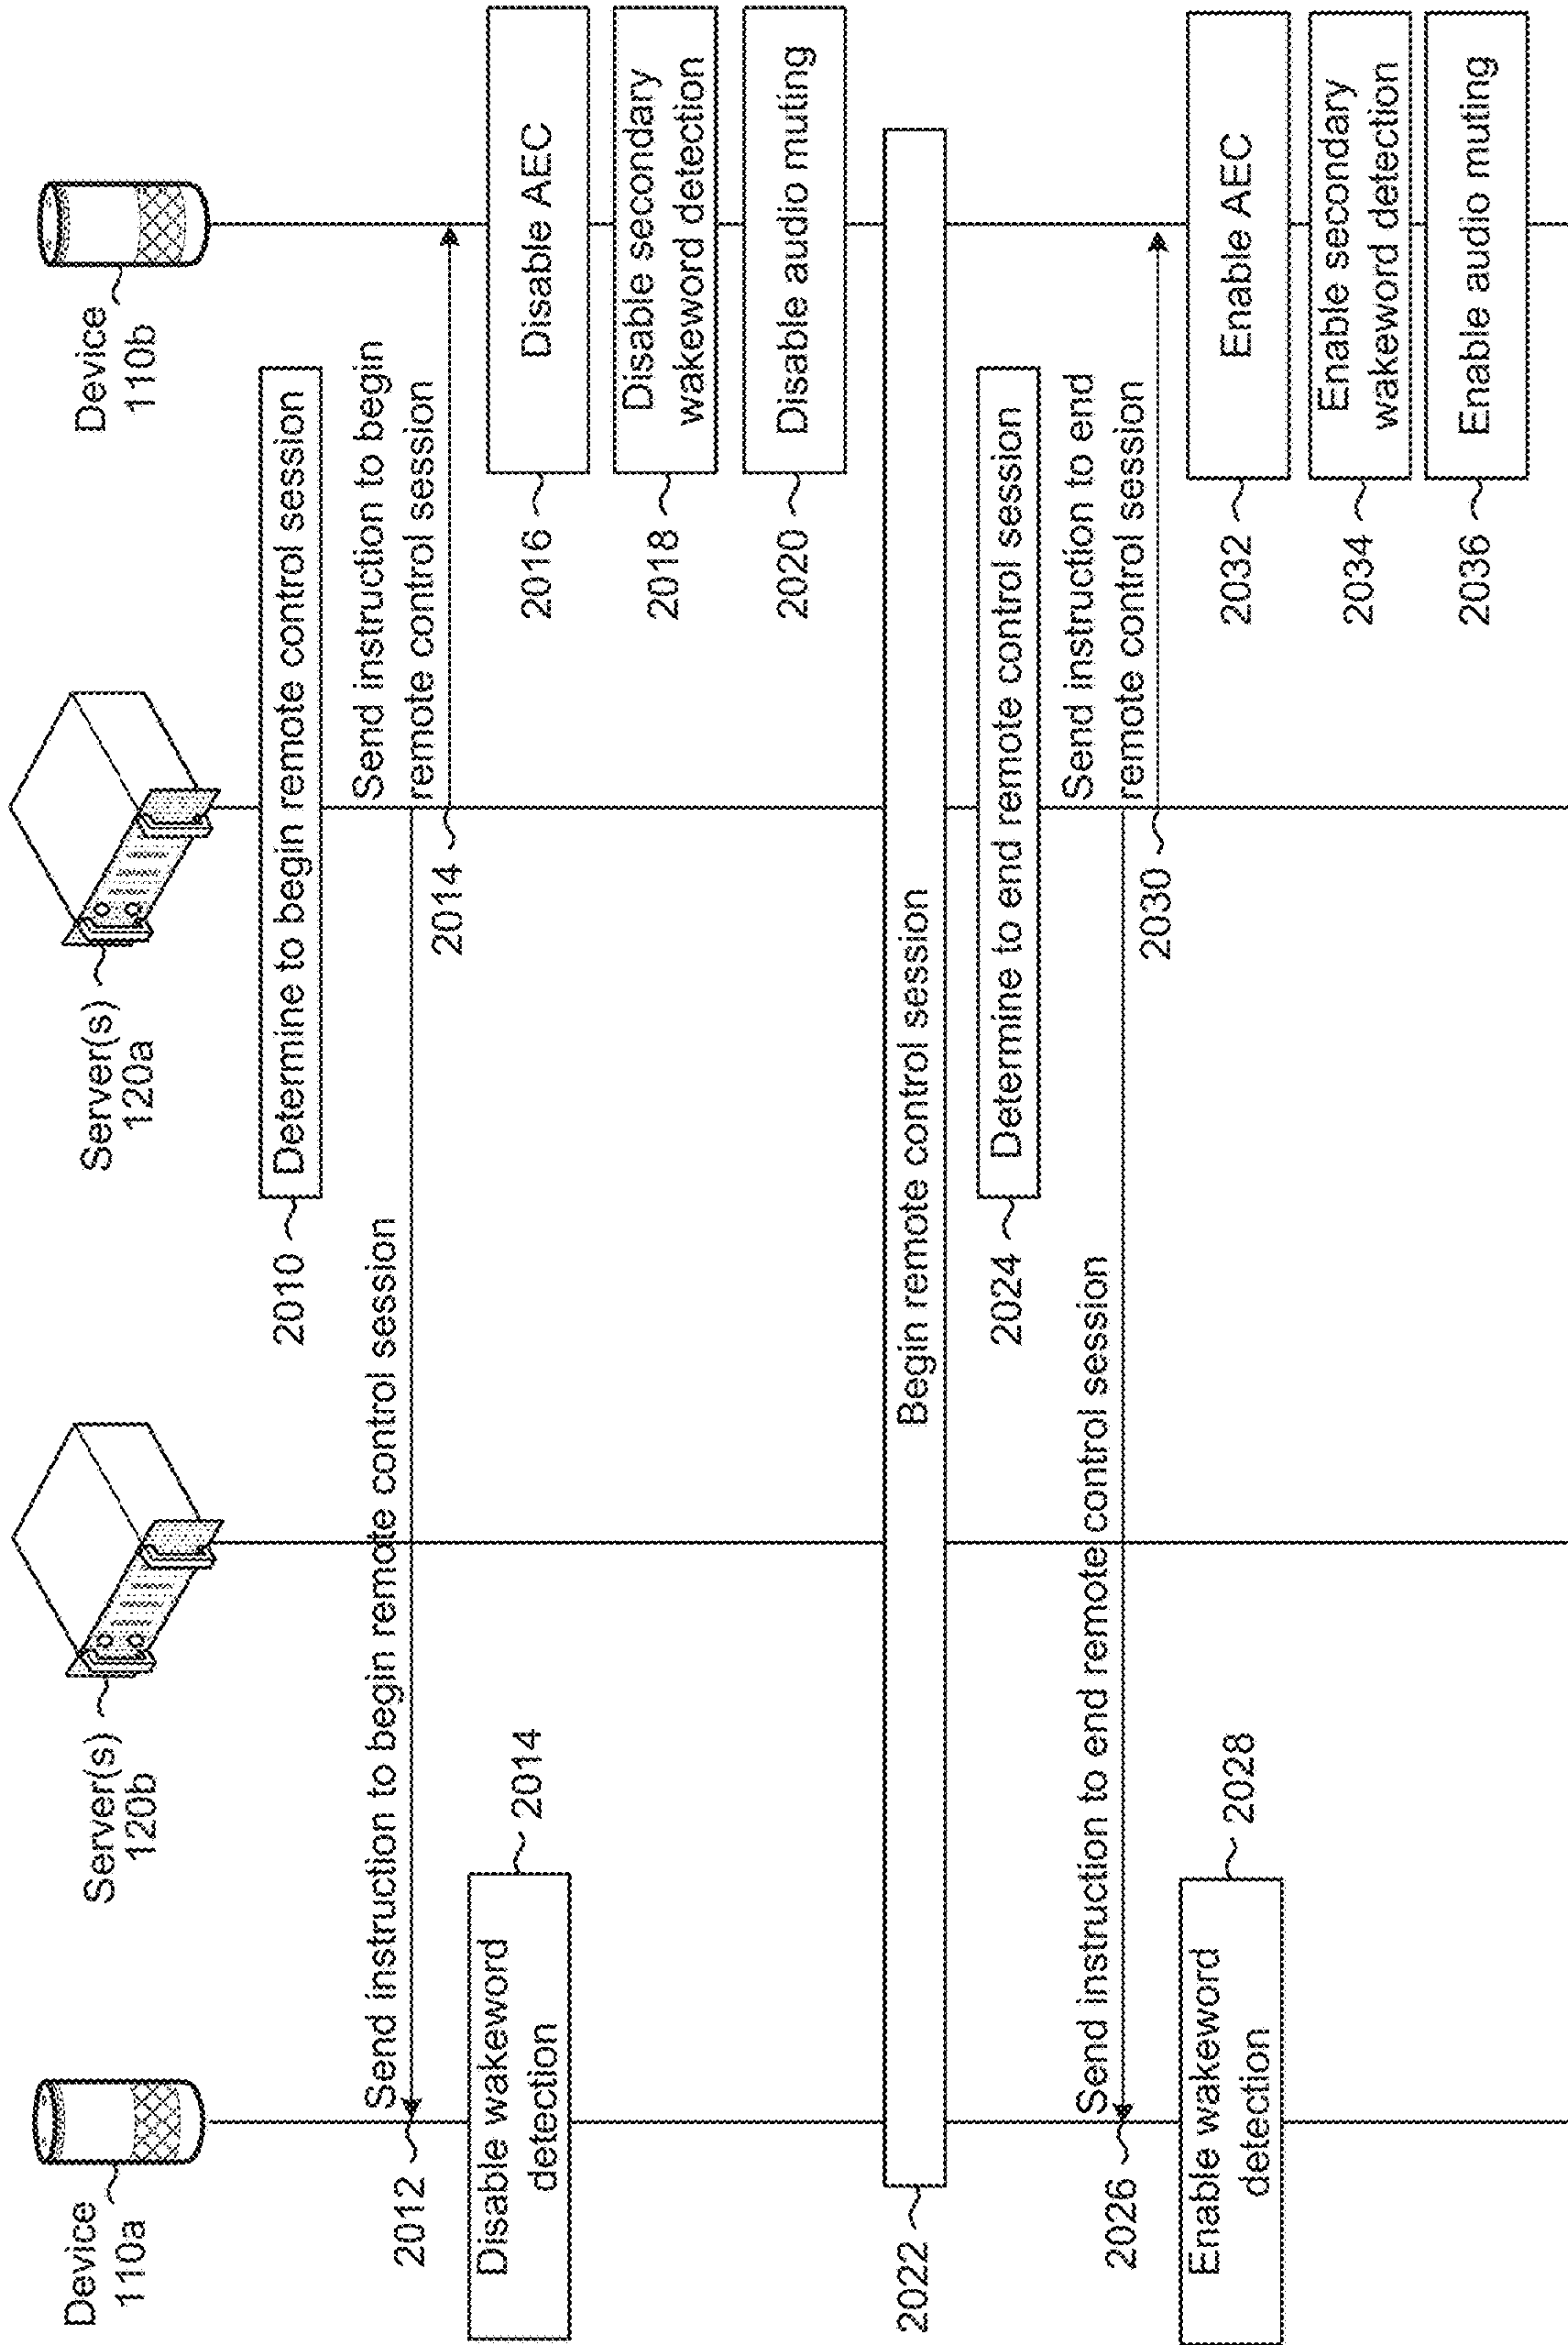 Device
110a
Server(s)
120b
Server(s)
120a
Device
110b
2010
Determine to begin remote control session
Send instruction to begin remote control session
2012
Send instruction to begin
remote control session
2014
Disable wakeword
detection
2014
2016
Disable AEC
2018
Disable secondary
wakeword detection
2020
Disable audio muting
2022
Begin remote control session
2024
Determine to end remote control session
Send instruction to end remote control session
2026
Send instruction to end
remote control session
2030
Enable wakeword
detection
2028
2032
Enable AEC
2034
Enable secondary
wakeword detection
2036
Enable audio muting